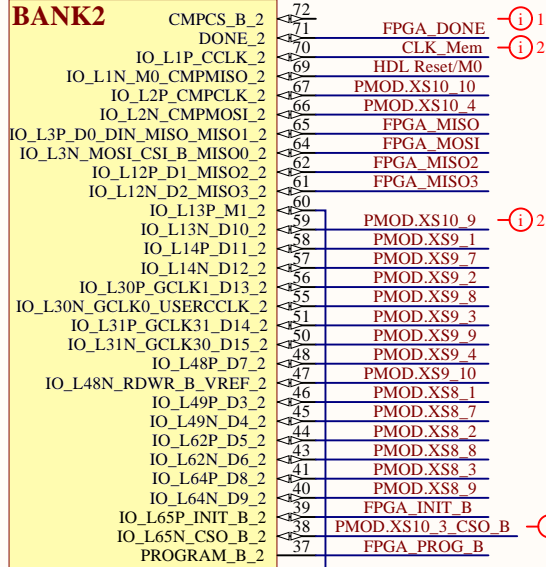 BANK2
CMPCS_B_2 72 i 1
DONE_2 71 FPGA_DONE
IO_L1P_CCLK_2 70 CLK_Mem i 2
IO_L1N_M0_CMPMISO_2 69 HDL Reset/M0
IO_L2P_CMPCLK_2 67 PMOD.XS10_10
IO_L2N_CMPMOSI_2 66 PMOD.XS10_4
IO_L3P_D0_DIN_MISO_MISO1_2 65 FPGA_MISO
IO_L3N_MOSI_CSI_B_MISO0_2 64 FPGA_MOSI
IO_L12P_D1_MISO2_2 62 FPGA_MISO2
IO_L12N_D2_MISO3_2 61 FPGA_MISO3
IO_L13P_M1_2 60
IO_L13N_D10_2 59 PMOD.XS10_9 i 2
IO_L14P_D11_2 58 PMOD.XS9_1
IO_L14N_D12_2 57 PMOD.XS9_7
IO_L30P_GCLK1_D13_2 56 PMOD.XS9_2
IO_L30N_GCLK0_USERCCLK_2 55 PMOD.XS9_8
IO_L31P_GCLK31_D14_2 51 PMOD.XS9_3
IO_L31N_GCLK30_D15_2 50 PMOD.XS9_9
IO_L48P_D7_2 48 PMOD.XS9_4
IO_L48N_RDWR_B_VREF_2 47 PMOD.XS9_10
IO_L49P_D3_2 46 PMOD.XS8_1
IO_L49N_D4_2 45 PMOD.XS8_7
IO_L62P_D5_2 44 PMOD.XS8_2
IO_L62N_D6_2 43 PMOD.XS8_8
IO_L64P_D8_2 41 PMOD.XS8_3
IO_L64N_D9_2 40 PMOD.XS8_9
IO_L65P_INIT_B_2 39 FPGA_INIT_B
IO_L65N_CSO_B_2 38 PMOD.XS10_3_CSO_B
PROGRAM_B_2 37 FPGA_PROG_B